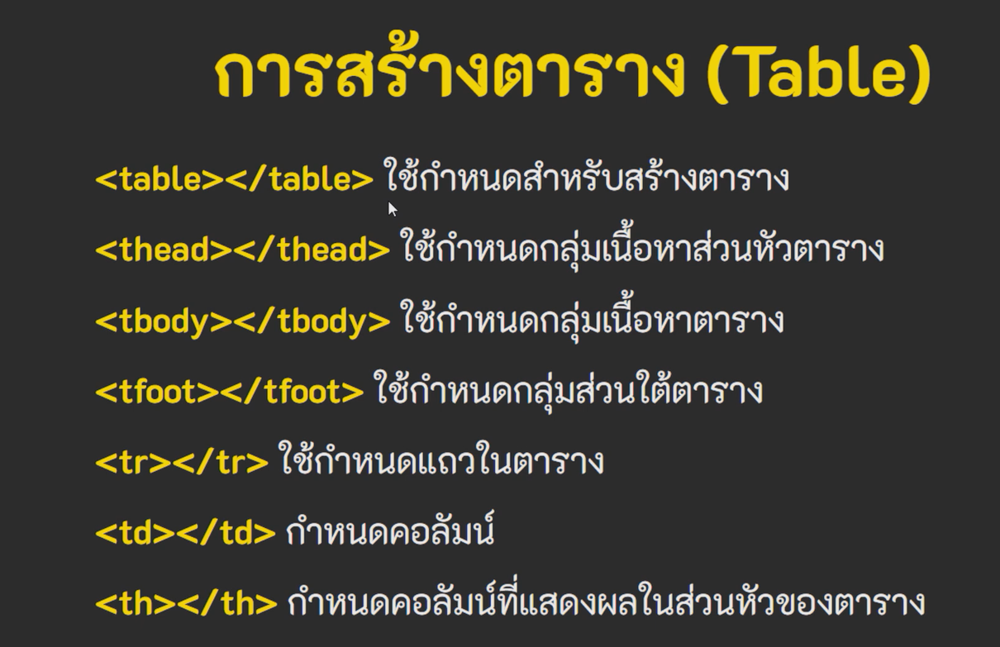 การสร้างตาราง (Table)
<table></table> ใช้กำหนดสำหรับสร้างตาราง
<thead></thead> ใช้กำหนดกลุ่มเนื้อหาส่วนหัวตาราง
<tbody></tbody> ใช้กำหนดกลุ่มเนื้อหาตาราง
<tfoot></tfoot> ใช้กำหนดกลุ่มส่วนใต้ตาราง
<tr></tr> ใช้กำหนดแถวในตาราง
<td></td> กำหนดคอลัมน์
<th></th> กำหนดคอลัมน์ที่แสดงผลในส่วนหัวของตาราง